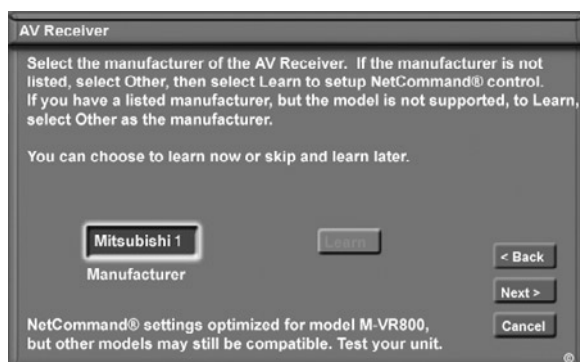 AV Receiver
Select the manufacturer of the AV Receiver. If the manufacturer is not
listed, select Other, then select Learn to setup NetCommand® control.
If you have a listed manufacturer, but the model is not supported, to Learn,
select Other as the manufacturer.
You can choose to learn now or skip and learn later.
Mitsubishi 1
Learn
Manufacturer
< Back
Next >
NetCommand® settings optimized for model M-VR800,
but other models may still be compatible. Test your unit.
Cancel